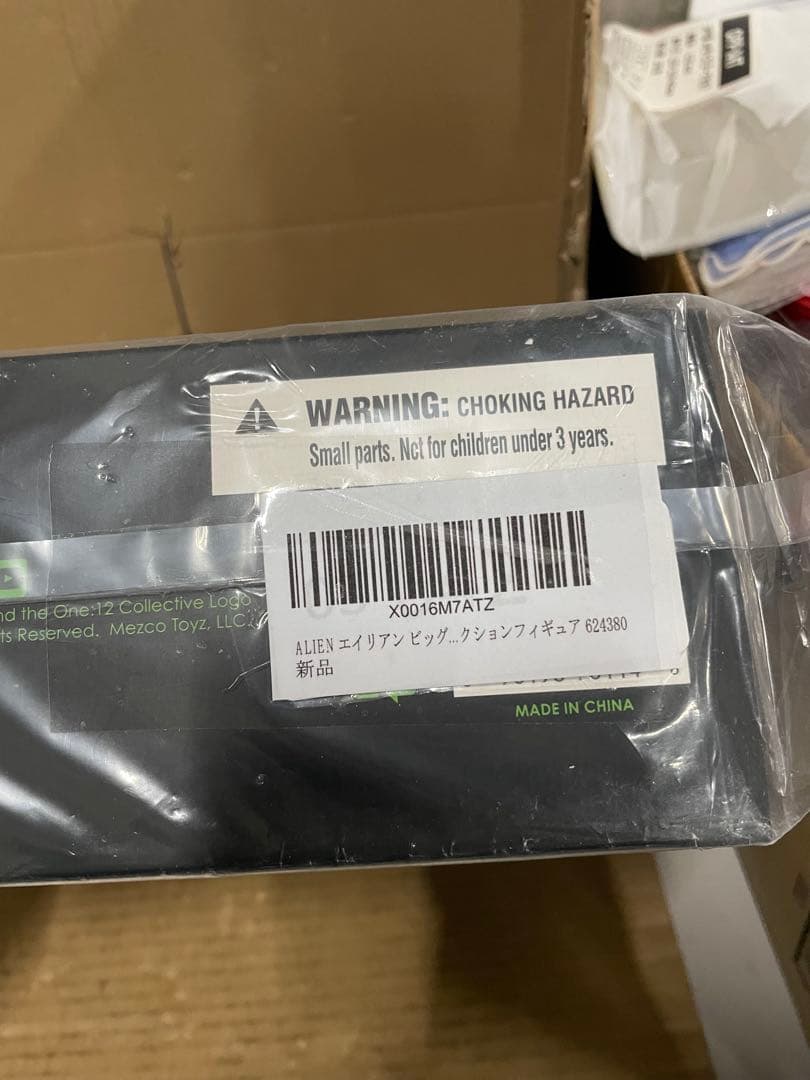 WARNING: CHOKING HAZARD
Small parts. Not for children under 3 years.
X0016M7ATZ
ALIEN エイリアン ビッグ...クションフィギュア 624380
新品
nd the One:12 Collective Logo
ts Reserved. Mezco Toyz, LLC.
MADE IN CHINA